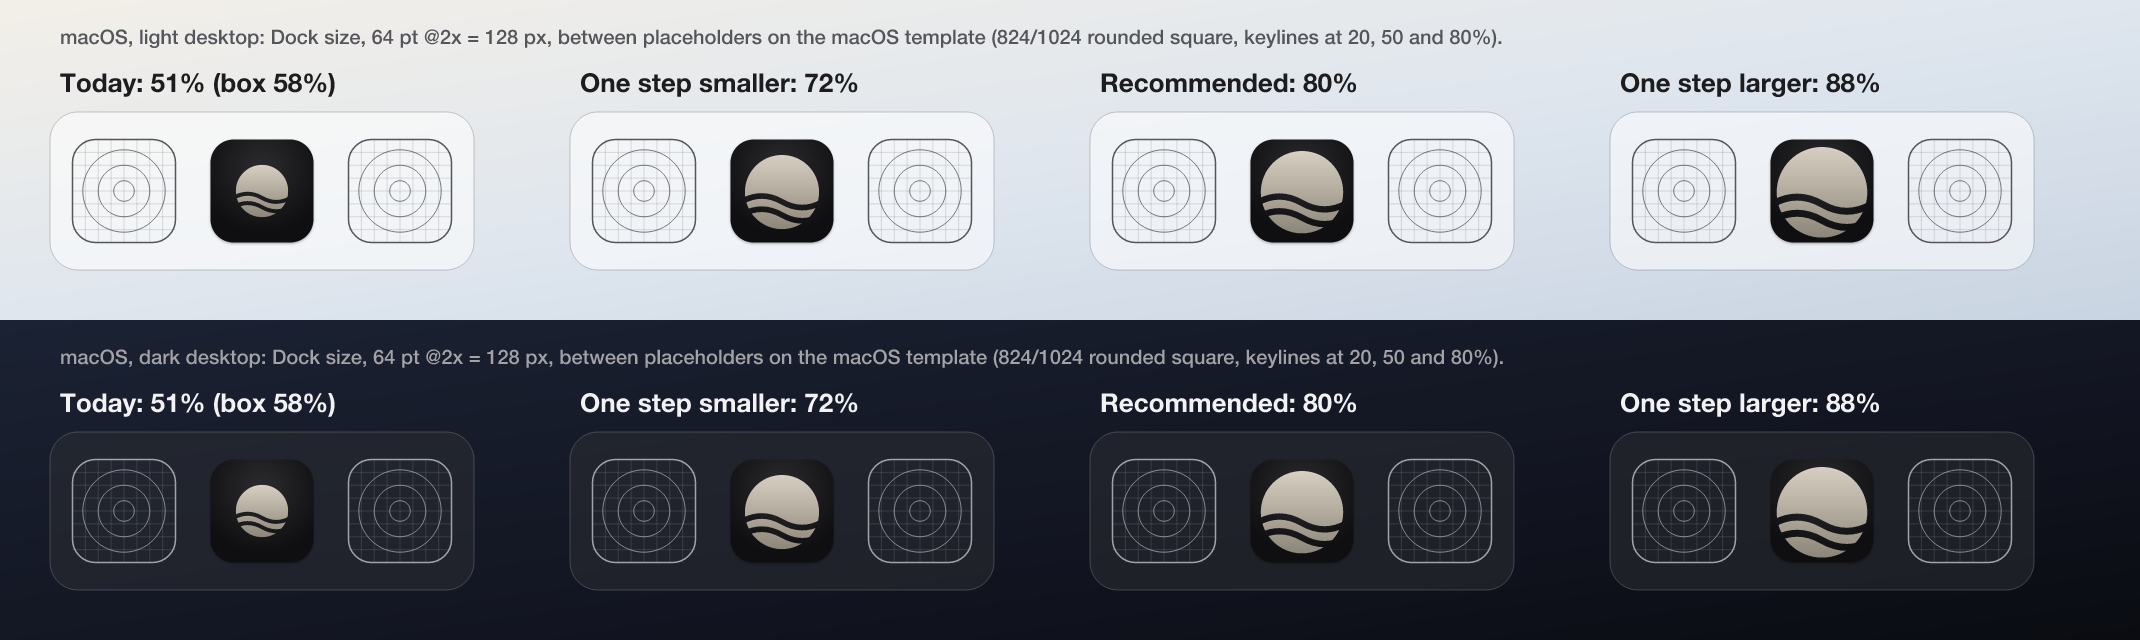 macOS, light desktop: Dock size, 64 pt @2x = 128 px, between placeholders on the macOS template (824/1024 rounded square, keylines at 20, 50 and 80%).
Today: 51% (box 58%)
One step smaller: 72%
Recommended: 80%
One step larger: 88%
macOS, dark desktop: Dock size, 64 pt @2x = 128 px, between placeholders on the macOS template (824/1024 rounded square, keylines at 20, 50 and 80%).
Today: 51% (box 58%)
One step smaller: 72%
Recommended: 80%
One step larger: 88%